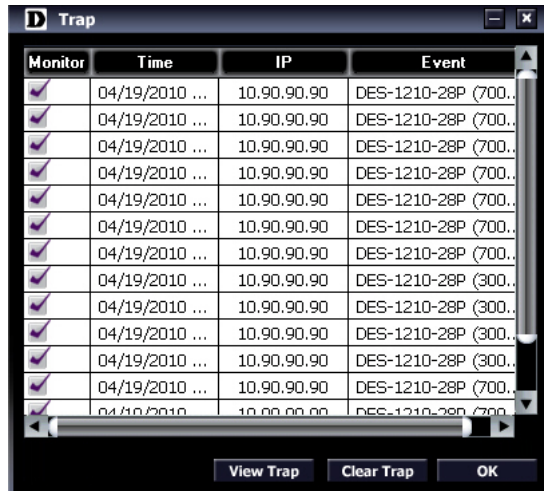 D Trap
Monitor Time IP Event
04/19/2010 ... 10.90.90.90 DES-1210-28P (700..
04/19/2010 ... 10.90.90.90 DES-1210-28P (700..
04/19/2010 ... 10.90.90.90 DES-1210-28P (700..
04/19/2010 ... 10.90.90.90 DES-1210-28P (700..
04/19/2010 ... 10.90.90.90 DES-1210-28P (700..
04/19/2010 ... 10.90.90.90 DES-1210-28P (700..
04/19/2010 ... 10.90.90.90 DES-1210-28P (700..
04/19/2010 ... 10.90.90.90 DES-1210-28P (300..
04/19/2010 ... 10.90.90.90 DES-1210-28P (300..
04/19/2010 ... 10.90.90.90 DES-1210-28P (300..
04/19/2010 ... 10.90.90.90 DES-1210-28P (300..
04/19/2010 ... 10.90.90.90 DES-1210-28P (700..
View Trap Clear Trap OK